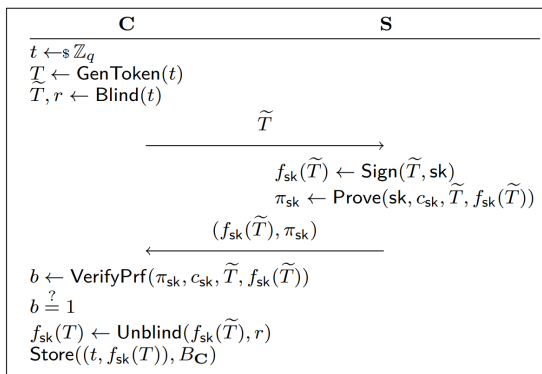 C S
t ←$ ℤ_q
T ← GenToken(t)
T̃, r ← Blind(t)
T̃
f_sk(T̃) ← Sign(T̃, sk)
π_sk ← Prove(sk, c_sk, T̃, f_sk(T̃))
(f_sk(T̃), π_sk)
b ← VerifyPrf(π_sk, c_sk, T̃, f_sk(T̃))
b ≟ 1
f_sk(T) ← Unblind(f_sk(T̃), r)
Store((t, f_sk(T)), B_C)